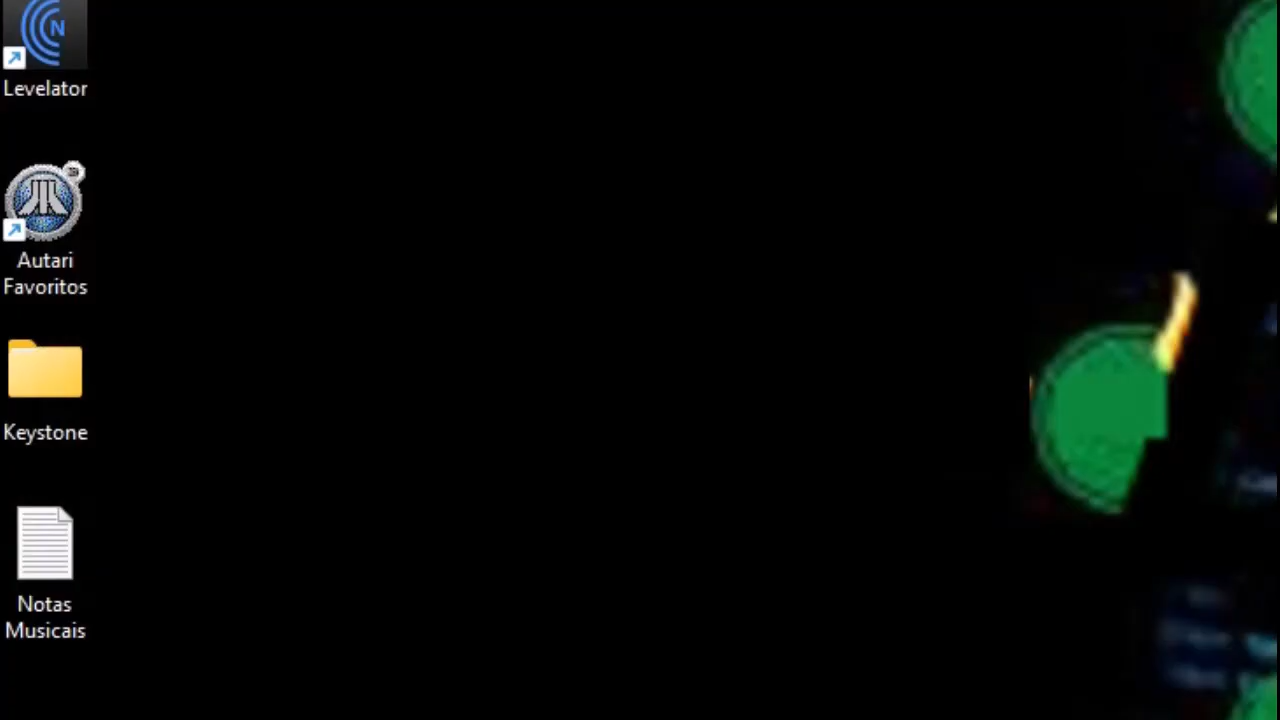 N
Levelator
Autari
Favoritos
Keystone
Notas
Musicais